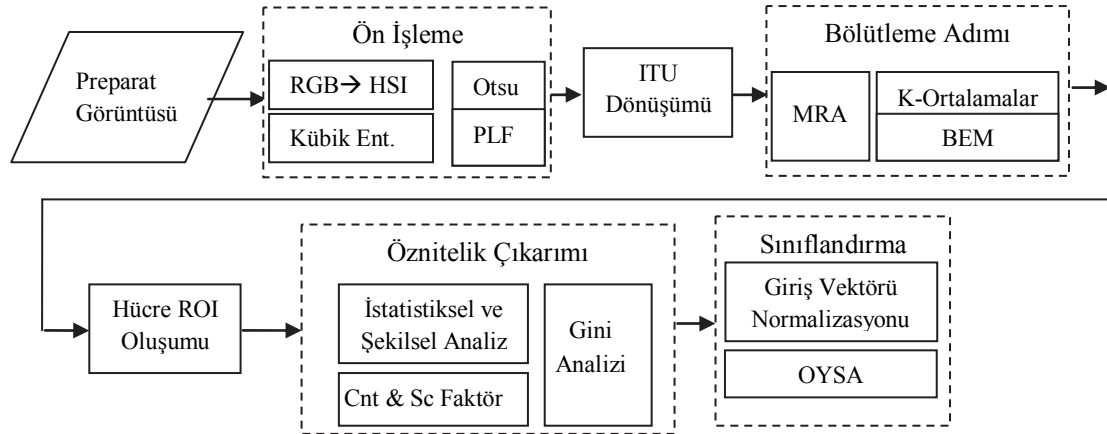 Preparat
Görüntüsü
Ön İşleme
RGB→ HSI
Kübik Ent.
Otsu
PLF
ITU
Dönüşümü
Bölütleme Adımı
MRA
K-Ortalamalar
BEM
Hücre ROI
Oluşumu
Öznitelik Çıkarımı
İstatistiksel ve
Şekilsel Analiz
Cnt & Sc Faktör
Gini
Analizi
Sınıflandırma
Giriş Vektörü
Normalizasyonu
OYSA